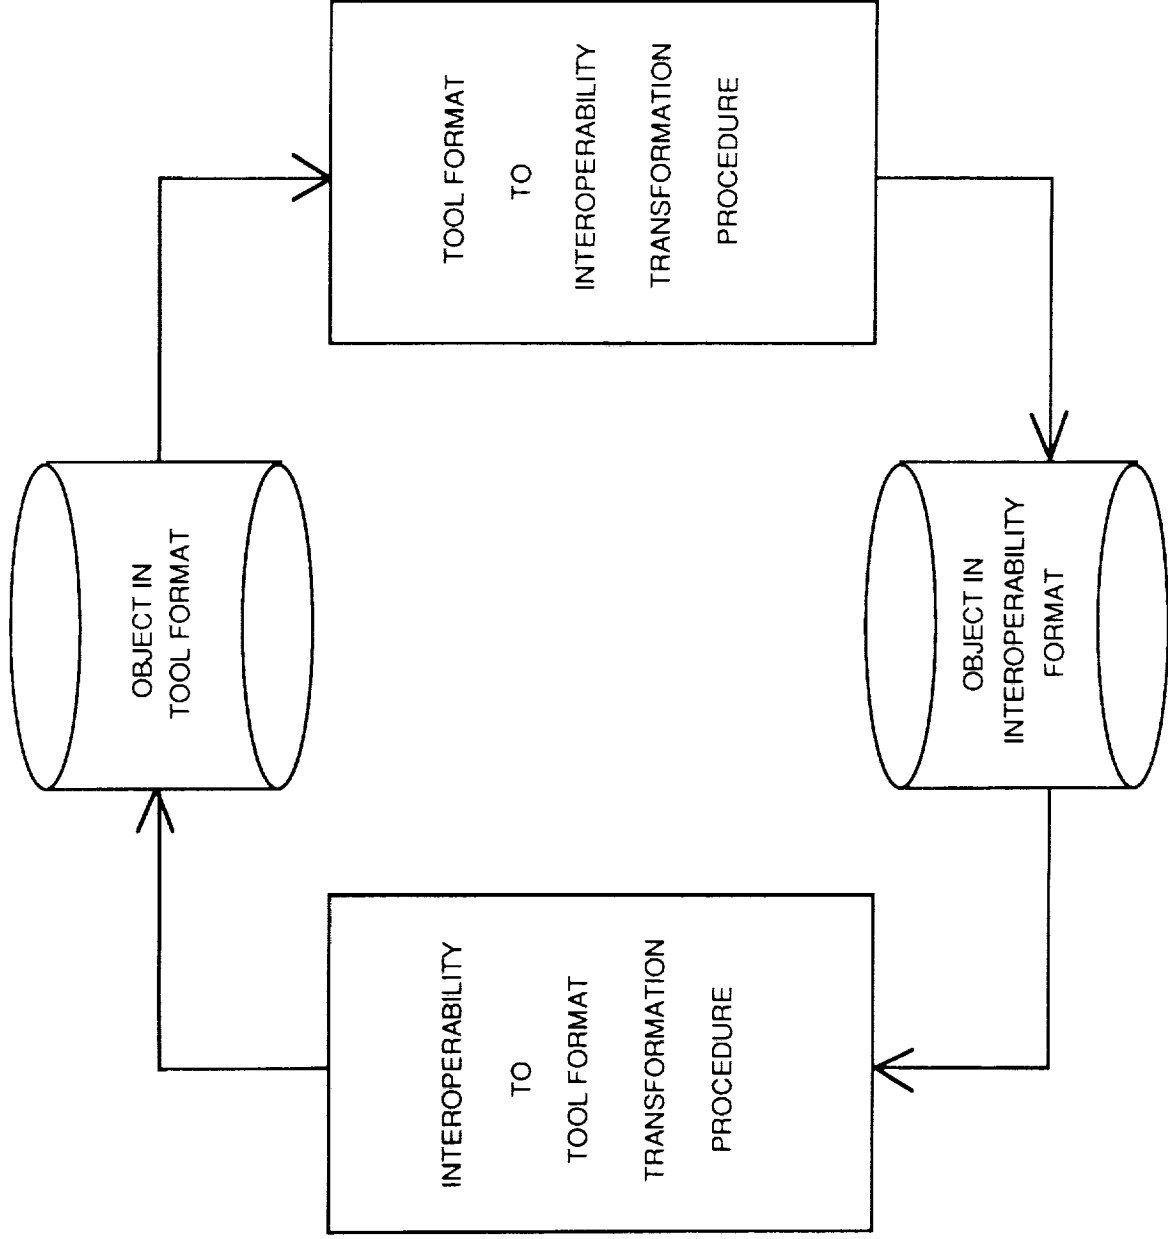 OBJECT IN
TOOL FORMAT
INTEROPERABILITY
TO
TOOL FORMAT
TRANSFORMATION
PROCEDURE
TOOL FORMAT
TO
INTEROPERABILITY
TRANSFORMATION
PROCEDURE
OBJECT IN
INTEROPERABILITY
FORMAT